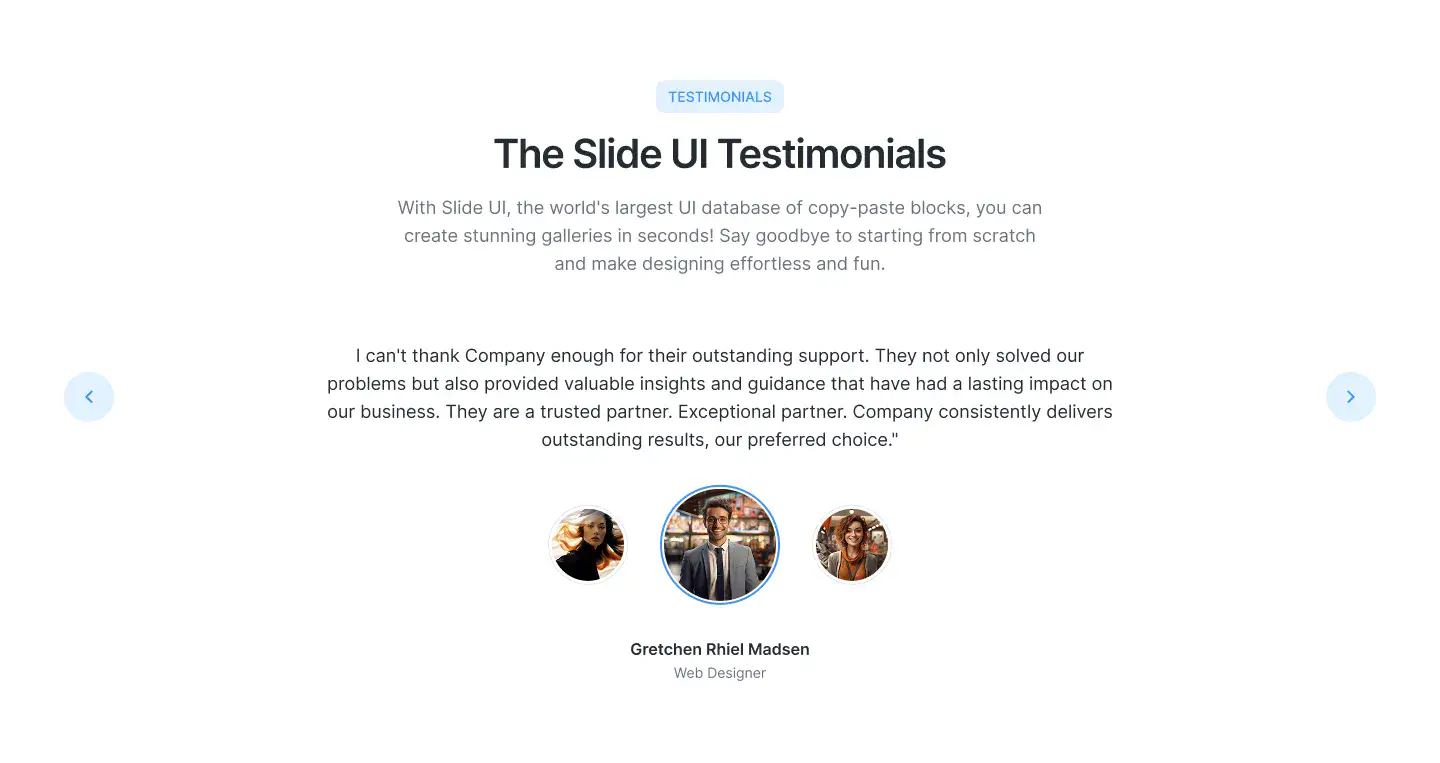 TESTIMONIALS
The Slide UI Testimonials
With Slide UI, the world's largest UI database of copy-paste blocks, you can
create stunning galleries in seconds! Say goodbye to starting from scratch
and make designing effortless and fun.
I can't thank Company enough for their outstanding support. They not only solved our
problems but also provided valuable insights and guidance that have had a lasting impact on
our business. They are a trusted partner. Exceptional partner. Company consistently delivers
outstanding results, our preferred choice."
Gretchen Rhiel Madsen
Web Designer